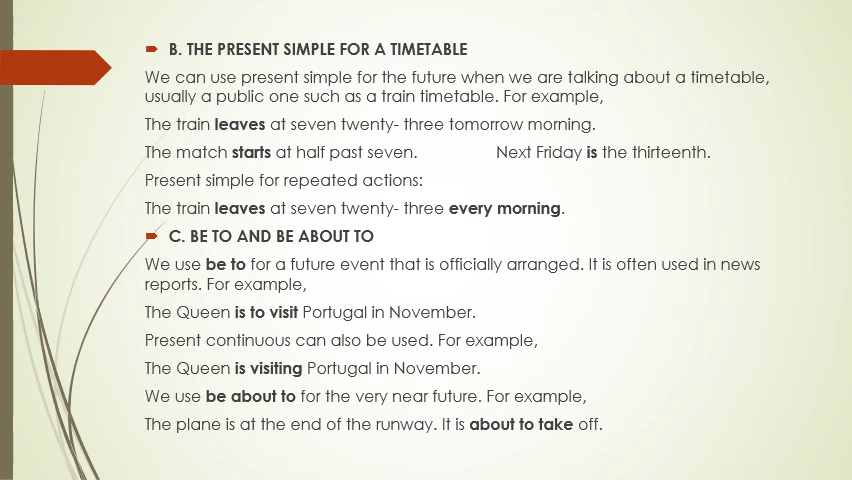 B. THE PRESENT SIMPLE FOR A TIMETABLE
We can use present simple for the future when we are talking about a timetable,
usually a public one such as a train timetable. For example,
The train leaves at seven twenty- three tomorrow morning.
The match starts at half past seven. Next Friday is the thirteenth.
Present simple for repeated actions:
The train leaves at seven twenty- three every morning.
C. BE TO AND BE ABOUT TO
We use be to for a future event that is officially arranged. It is often used in news
reports. For example,
The Queen is to visit Portugal in November.
Present continuous can also be used. For example,
The Queen is visiting Portugal in November.
We use be about to for the very near future. For example,
The plane is at the end of the runway. It is about to take off.